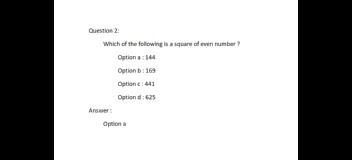 Question 2:
Which of the following is a square of even number ?
Option a : 144
Option b : 169
Option c : 441
Option d : 625
Answer :
Option a